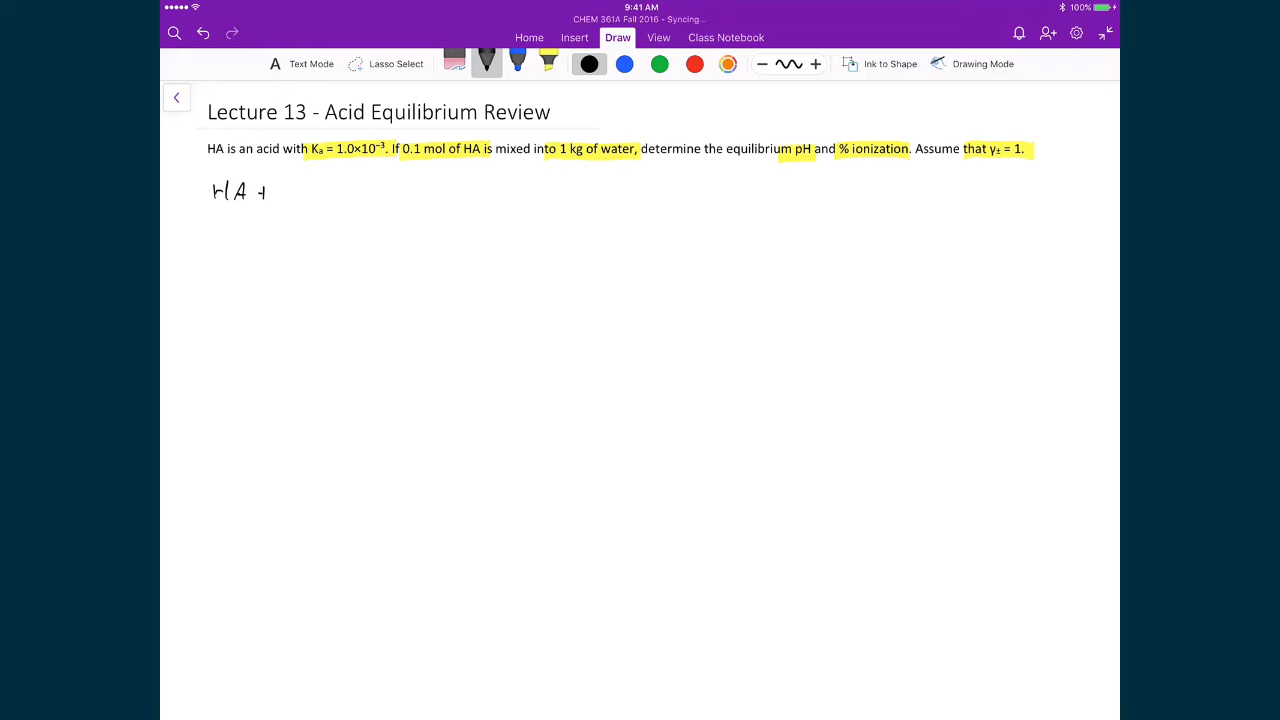 9:41 AM
100%
CHEM 361A Fall 2016 - Syncing...
Home Insert Draw View Class Notebook
A Text Mode Lasso Select Ink to Shape Drawing Mode
Lecture 13 - Acid Equilibrium Review
HA is an acid with Kₐ = 1.0×10⁻³. If 0.1 mol of HA is mixed into 1 kg of water, determine the equilibrium pH and % ionization. Assume that γ± = 1.
HA +